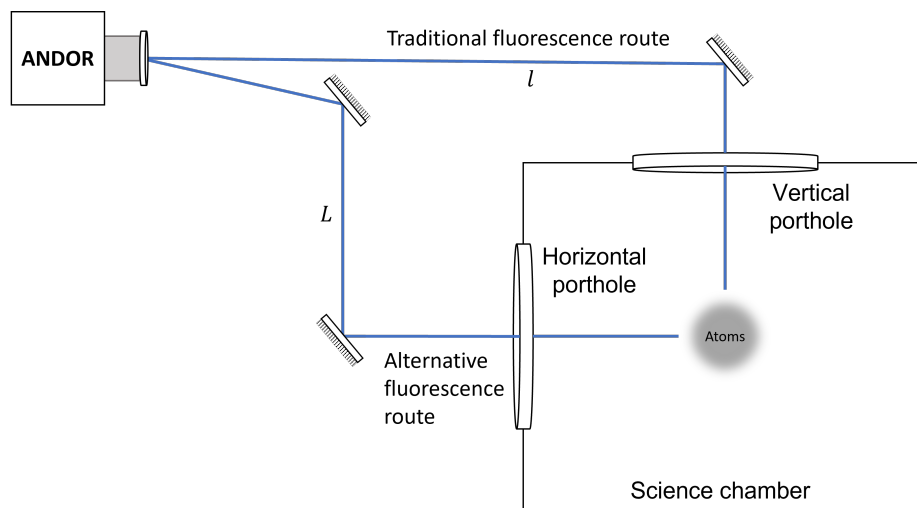 Traditional fluorescence route
ANDOR
l
L
Vertical
porthole
Horizontal
porthole
Atoms
Alternative
fluorescence
route
Science chamber